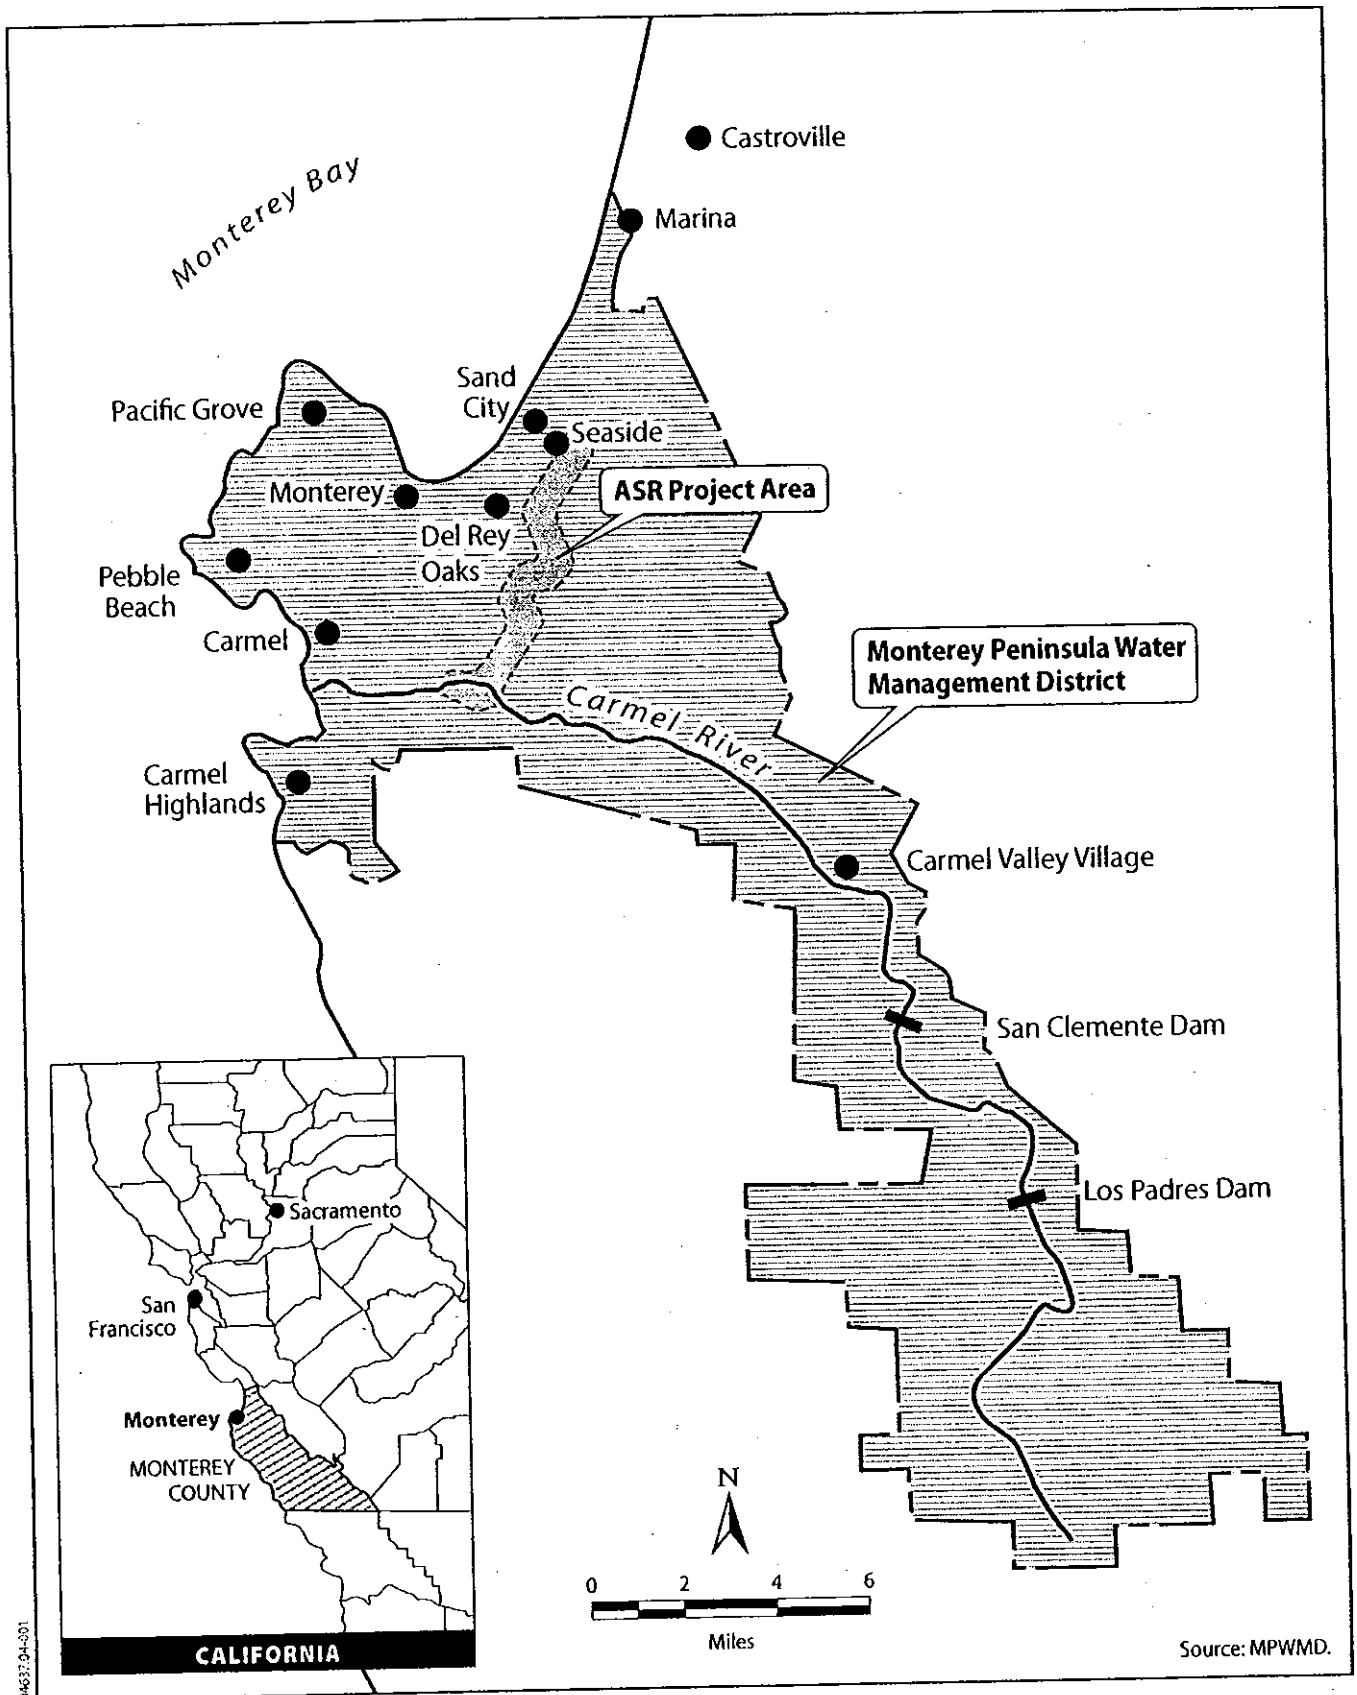 Castroville
Monterey Bay
Marina
Sand
City
Pacific Grove
Seaside
ASR Project Area
Monterey
Del Rey
Oaks
Pebble
Beach
Carmel
Monterey Peninsula Water
Management District
Carmel River
Carmel
Highlands
Carmel Valley Village
San Clemente Dam
Los Padres Dam
Sacramento
San
Francisco
Monterey
MONTEREY
COUNTY
CALIFORNIA
N
0 2 4 6
Miles
Source: MPWMD.